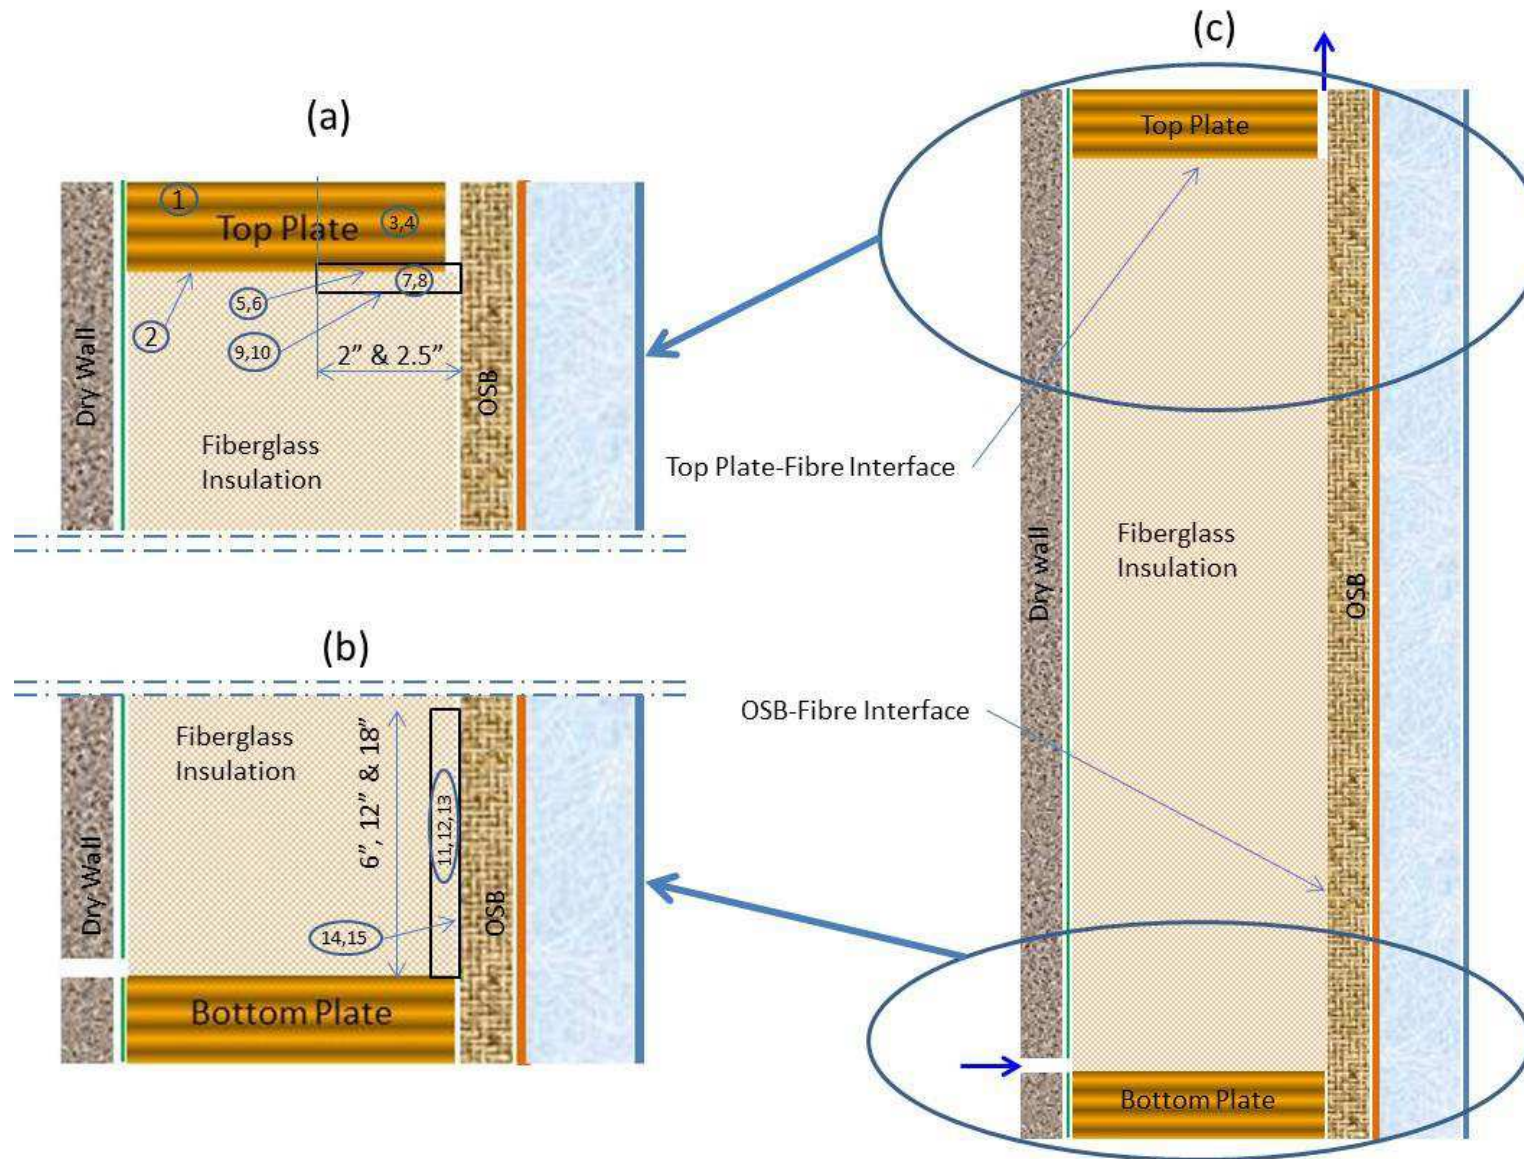 (a)
1
Top Plate
3,4
7,8
5,6
2
9,10
2” & 2.5”
Dry Wall
OSB
Fiberglass
Insulation
(b)
Fiberglass
Insulation
6”, 12” & 18”
11,12,13
Dry Wall
OSB
14,15
Bottom Plate
(c)
Top Plate
Top Plate-Fibre Interface
Fiberglass
Insulation
Dry wall
OSB
OSB-Fibre Interface
Bottom Plate